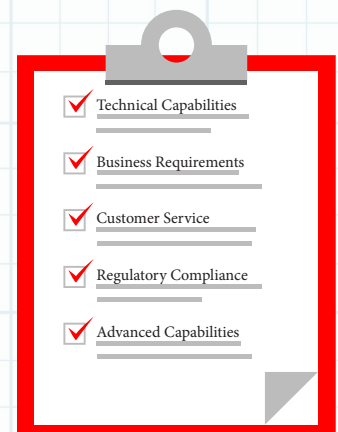 Technical Capabilities
Business Requirements
Customer Service
Regulatory Compliance
Advanced Capabilities